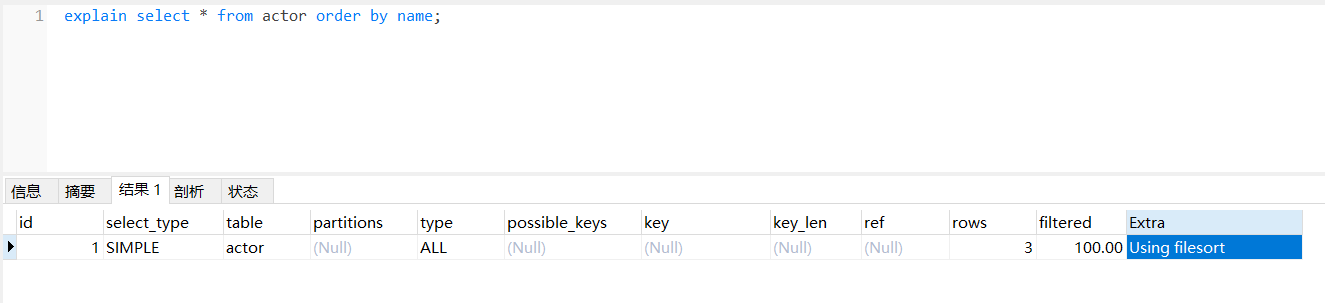 1 explain select * from actor order by name;
信息 摘要 结果 1 剖析 状态
id select_type table partitions type possible_keys key key_len ref rows filtered Extra
1 SIMPLE actor (Null) ALL (Null) (Null) (Null) (Null) 3 100.00 Using filesort